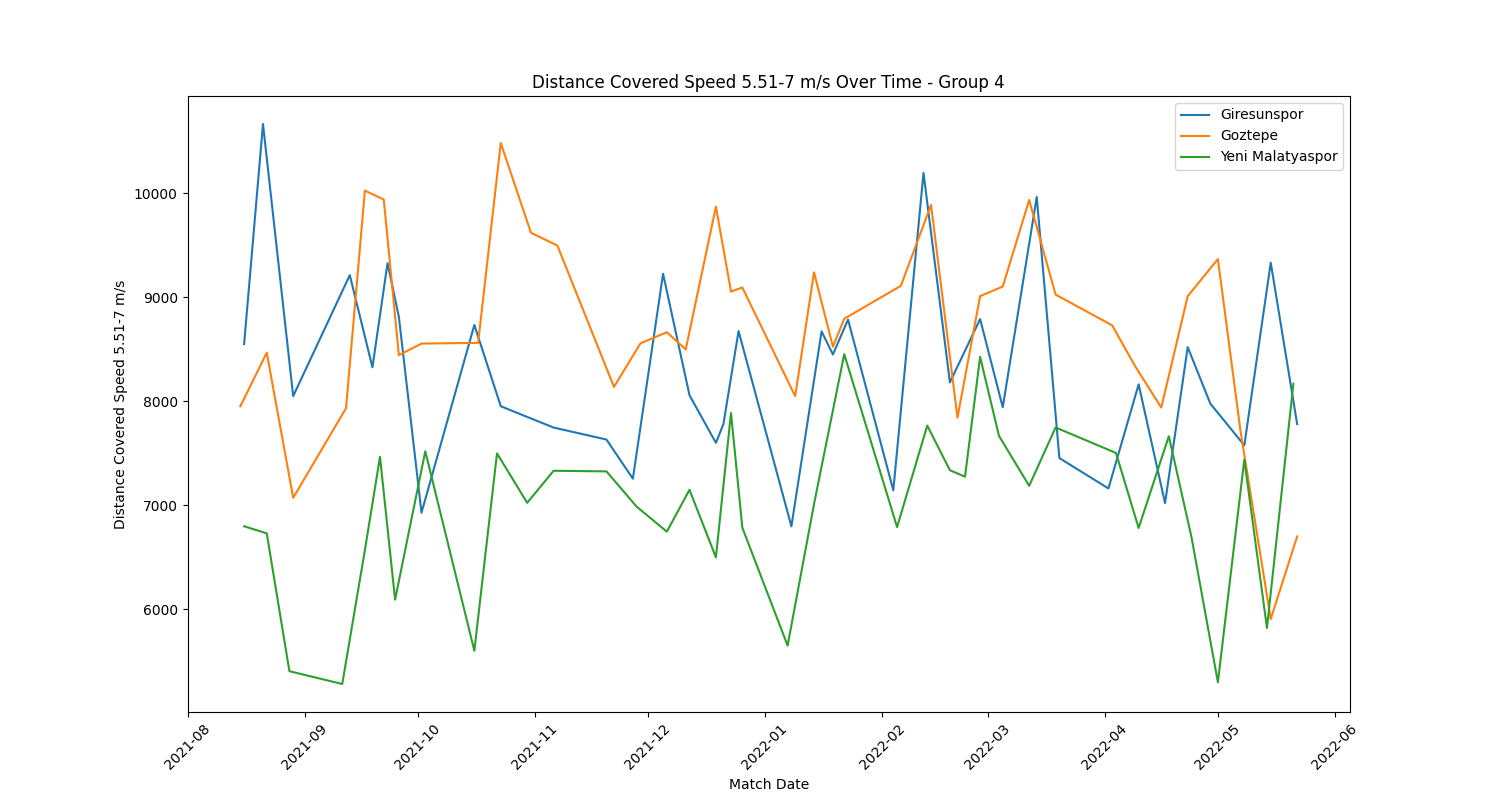 Distance Covered Speed 5.51-7 m/s Over Time - Group 4
Giresunspor
Goztepe
Yeni Malatyaspor
Distance Covered Speed 5.51-7 m/s
10000
9000
8000
7000
6000
2021-08
2021-09
2021-10
2021-11
2021-12
2022-01
2022-02
2022-03
2022-04
2022-05
2022-06
Match Date